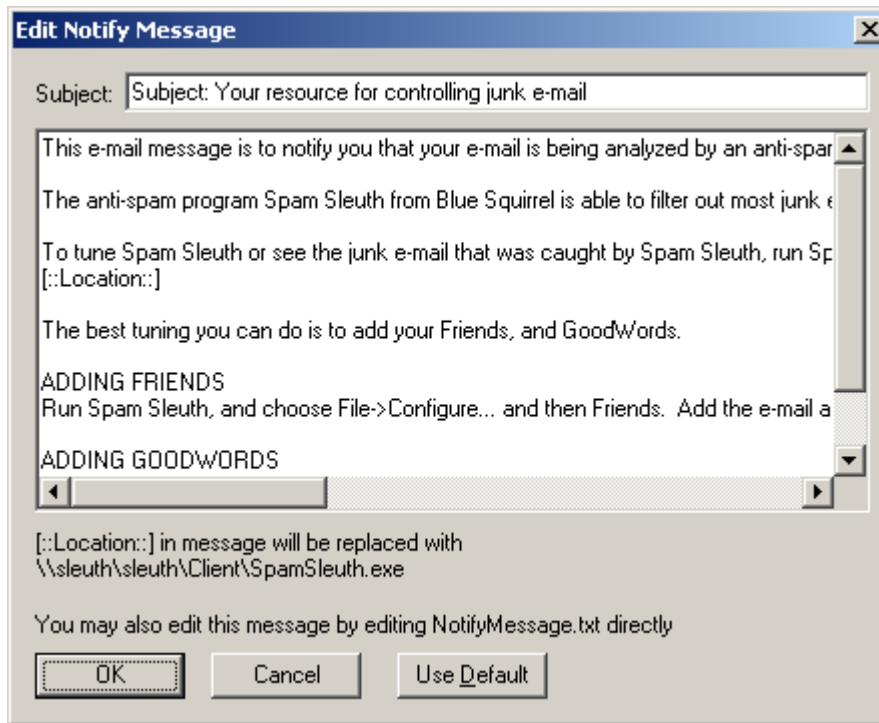 Edit Notify Message
Subject: Subject: Your resource for controlling junk e-mail
This e-mail message is to notify you that your e-mail is being analyzed by an anti-spar
The anti-spam program Spam Sleuth from Blue Squirrel is able to filter out most junk e
To tune Spam Sleuth or see the junk e-mail that was caught by Spam Sleuth, run Sp
[::Location::]
The best tuning you can do is to add your Friends, and GoodWords.
ADDING FRIENDS
Run Spam Sleuth, and choose File->Configure... and then Friends.  Add the e-mail a
ADDING GOODWORDS
[::Location::] in message will be replaced with
\\sleuth\sleuth\Client\SpamSleuth.exe
You may also edit this message by editing NotifyMessage.txt directly
OK Cancel Use Default